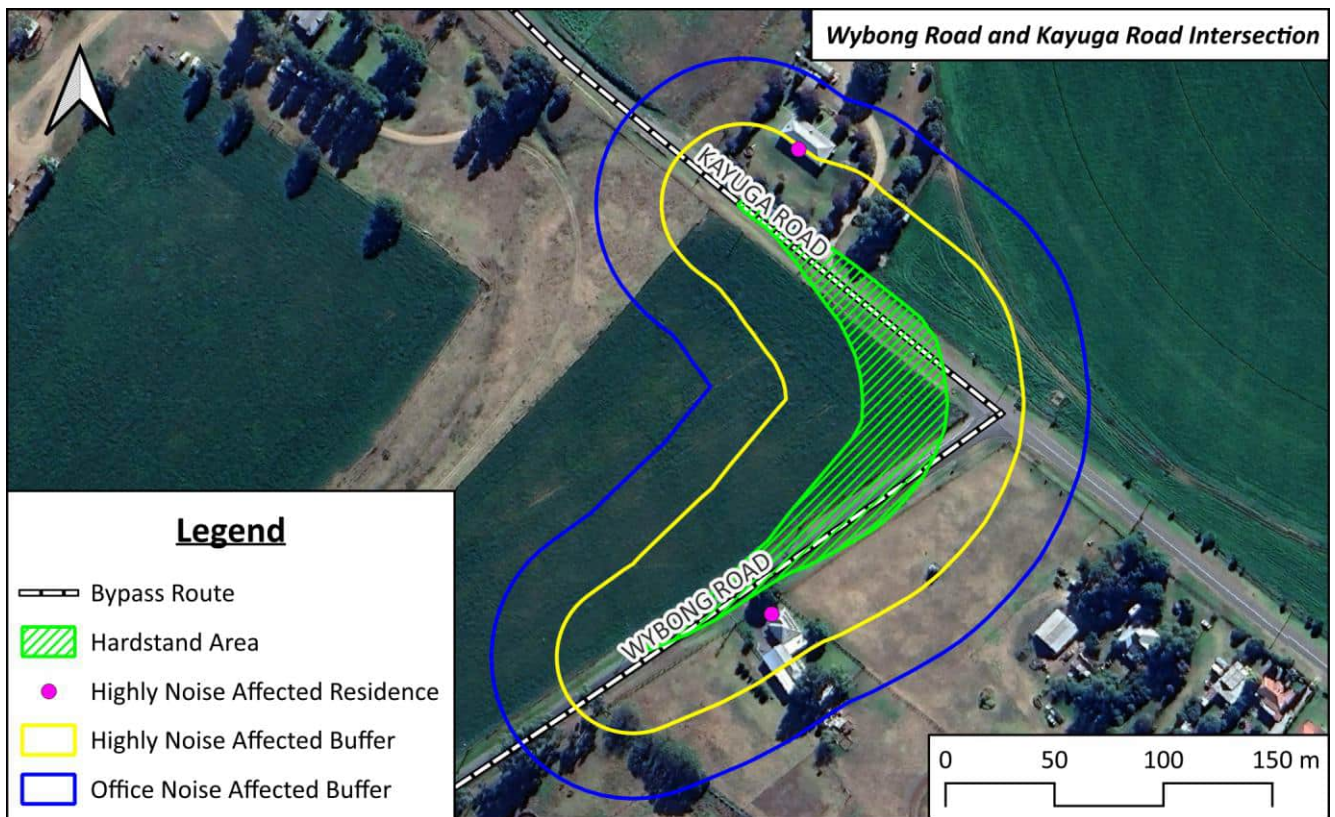 Wybong Road and Kayuga Road Intersection
KAYUGA ROAD
WYBONG ROAD
Legend
Bypass Route
Hardstand Area
Highly Noise Affected Residence
Highly Noise Affected Buffer
Office Noise Affected Buffer
0 50 100 150 m